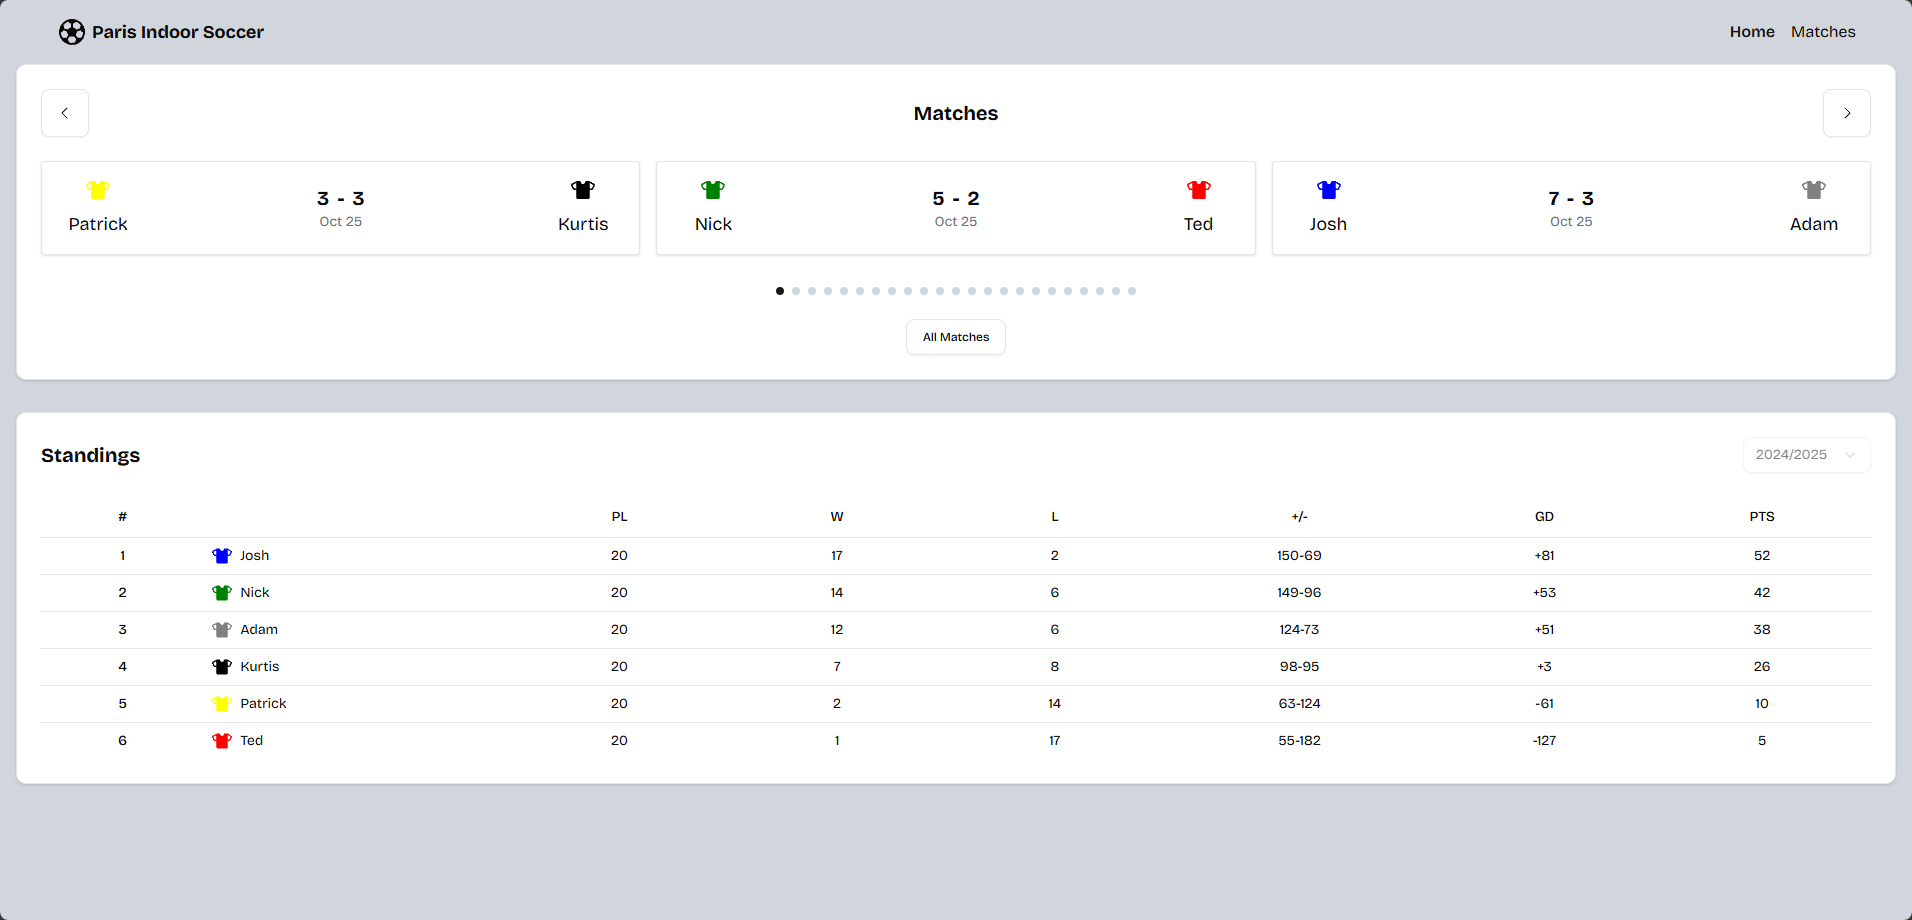 Paris Indoor Soccer Home Matches
Matches
3 - 3
Oct 25
Patrick Kurtis
5 - 2
Oct 25
Nick Ted
7 - 3
Oct 25
Josh Adam
All Matches
Standings 2024/2025
# PL W L +/- GD PTS
1 Josh 20 17 2 150-69 +81 52
2 Nick 20 14 6 149-96 +53 42
3 Adam 20 12 6 124-73 +51 38
4 Kurtis 20 7 8 98-95 +3 26
5 Patrick 20 2 14 63-124 -61 10
6 Ted 20 1 17 55-182 -127 5